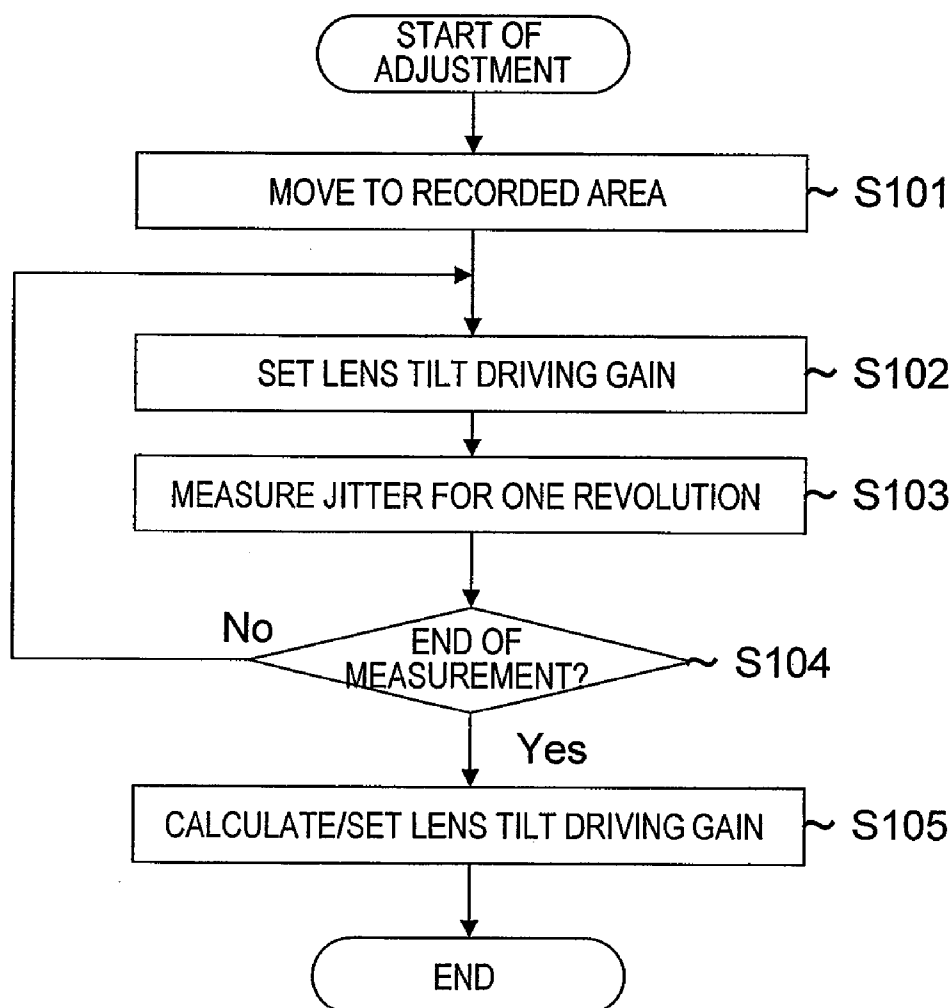 START OF
ADJUSTMENT
MOVE TO RECORDED AREA
~ S101
SET LENS TILT DRIVING GAIN
~ S102
MEASURE JITTER FOR ONE REVOLUTION
~ S103
No
END OF
MEASUREMENT?
~ S104
Yes
CALCULATE/SET LENS TILT DRIVING GAIN
~ S105
END